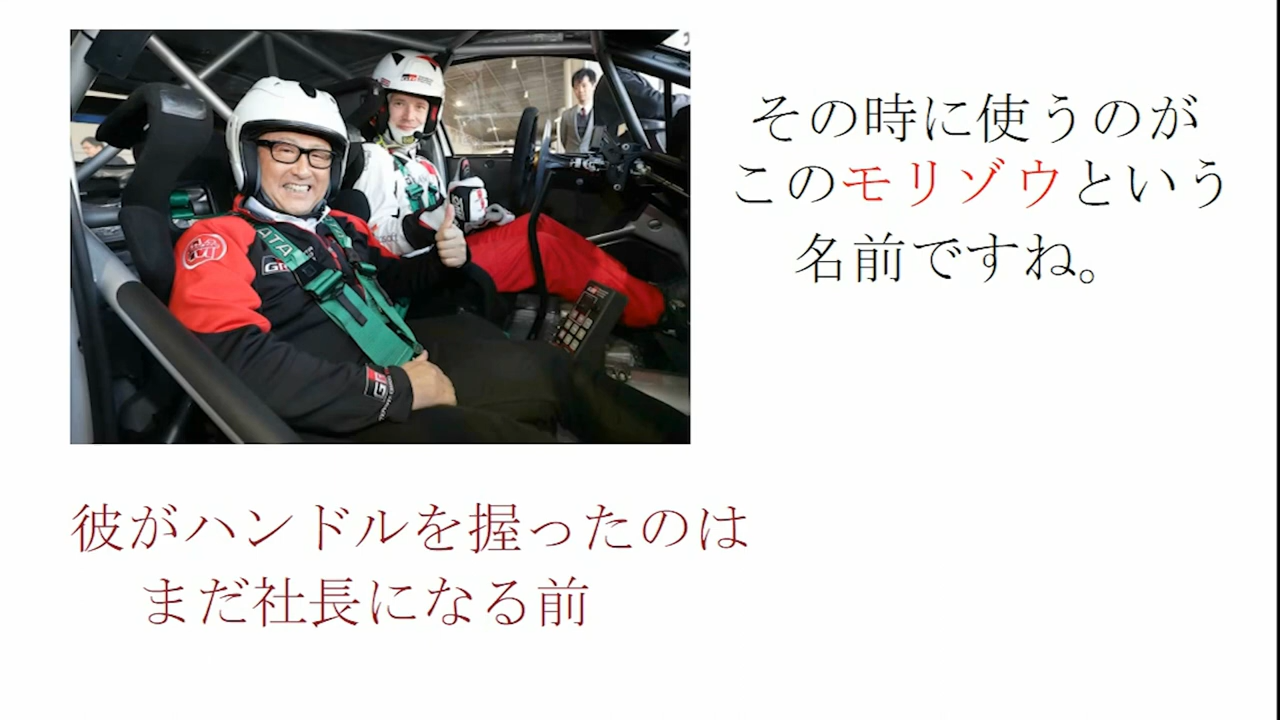 その時に使うのが
このモリゾウという
名前ですね。
彼がハンドルを握ったのは
まだ社長になる前